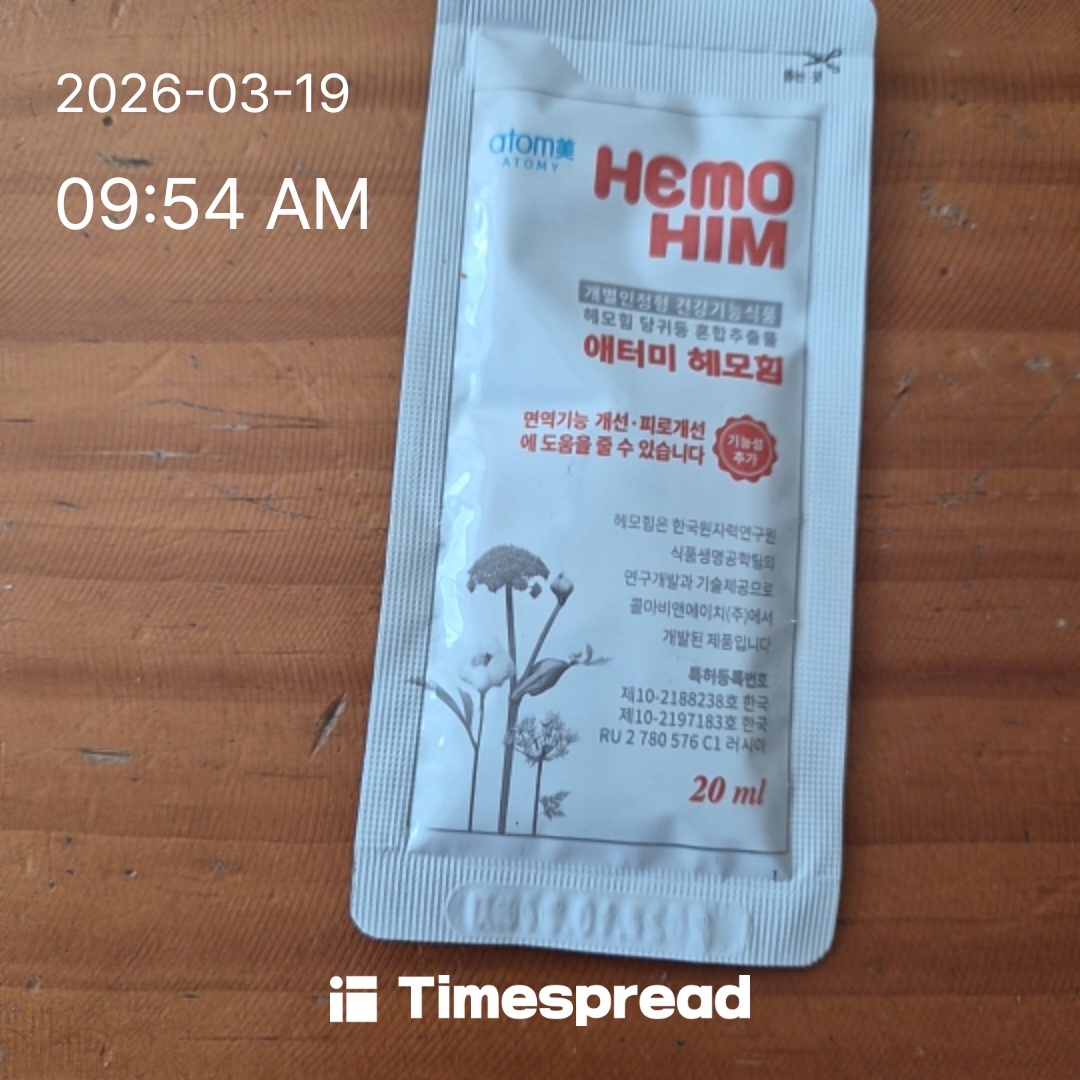 2026-03-19
09:54 AM
atom美
ATOMY
HEMO
HIM
개별인정형 건강기능식품
헤모힘 당귀등 혼합추출물
애터미 헤모힘
면역기능 개선·피로개선
에 도움을 줄 수 있습니다
기능성
추가
헤모힘은 한국원자력연구원
식품생명공학팀의
연구개발과 기술제공으로
콜마비앤에이치(주)에서
개발된 제품입니다
특허등록번호
제10-2188238호 한국
제10-2197183호 한국
RU 2 780 576 C1 러시아
20 ml
Timespread